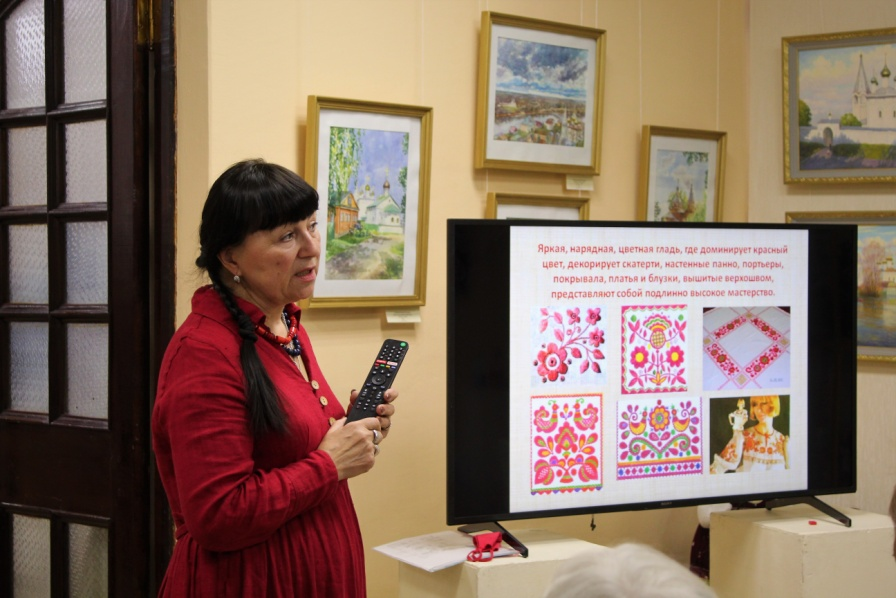 Яркая, нарядная, цветная гладь, где доминирует красный
цвет, декорирует скатерти, настенные панно, портьеры,
покрывала, платья и блузки, вышитые верхошвом,
представляют собой подлинно высокое мастерство.